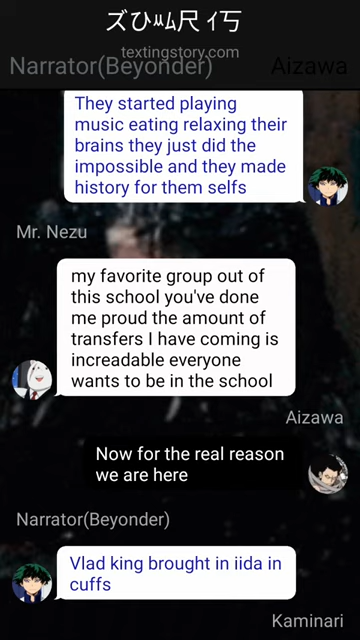 ズひㅆム尺 ｲ丂
textingstory.com
Narrator(Beyonder) Aizawa
They started playing
music eating relaxing their
brains they just did the
impossible and they made
history for them selfs
Mr. Nezu
my favorite group out of
this school you've done
me proud the amount of
transfers I have coming is
increadable everyone
wants to be in the school
Aizawa
Now for the real reason
we are here
Narrator(Beyonder)
Vlad king brought in iida in
cuffs
Kaminari